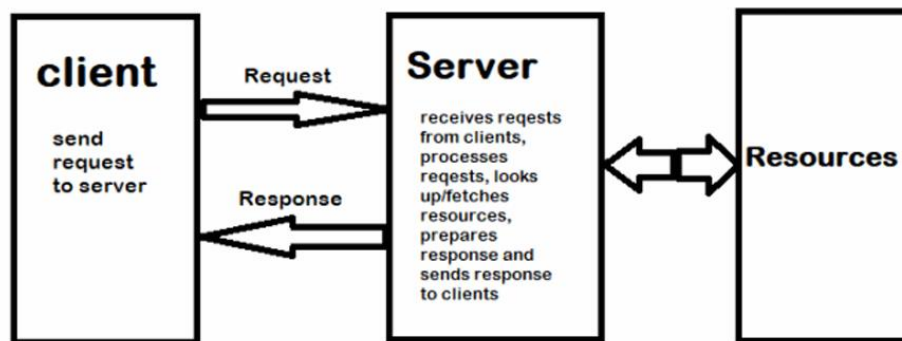 client
send
request
to server
Request
Response
Server
receives reqests
from clients,
processes
reqests, looks
up/fetches
resources,
prepares
response and
sends response
to clients
Resources